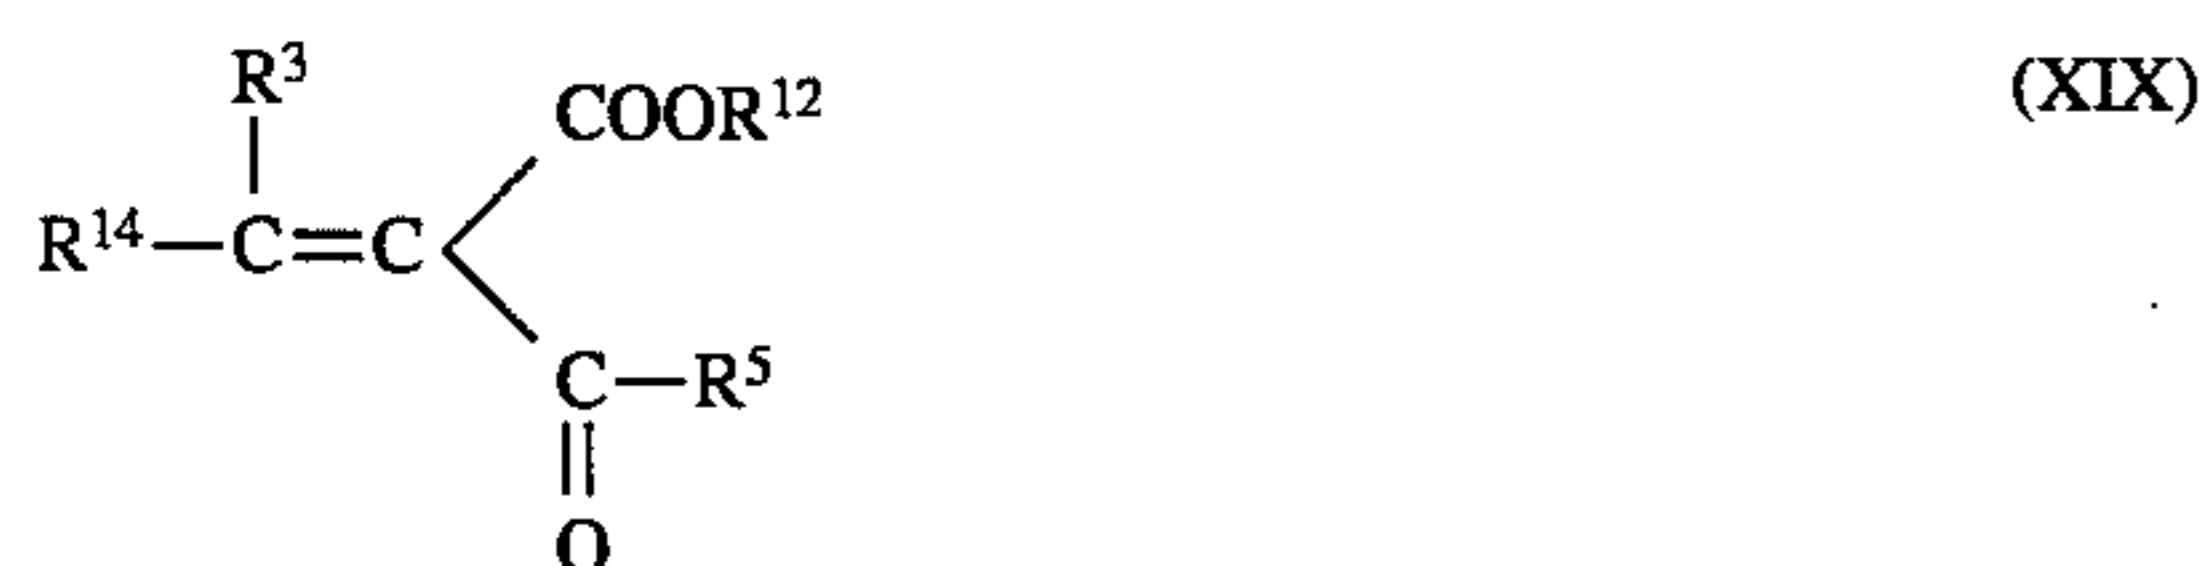 R³ COOR¹² (XIX)
R¹⁴—C=C
C—R⁵
O